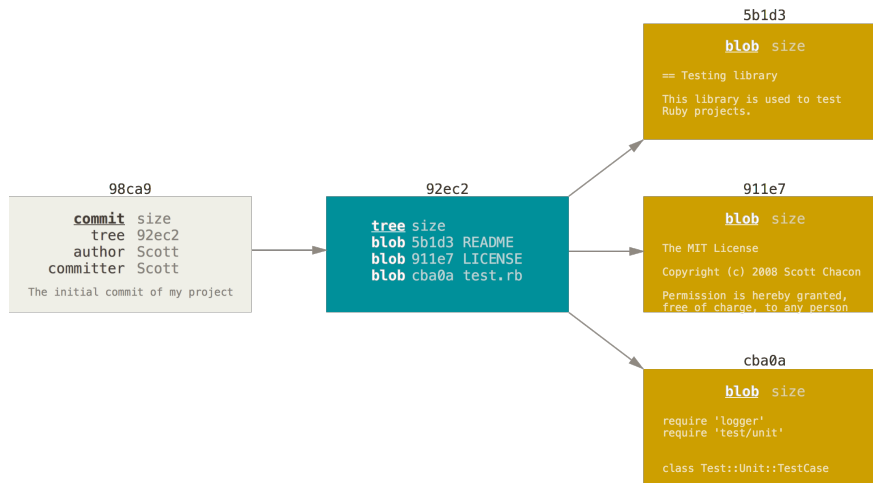 98ca9
commit size
tree 92ec2
author Scott
committer Scott
The initial commit of my project
92ec2
tree size
blob 5b1d3 README
blob 911e7 LICENSE
blob cba0a test.rb
5b1d3
blob size
== Testing library
This library is used to test
Ruby projects.
911e7
blob size
The MIT License
Copyright (c) 2008 Scott Chacon
Permission is hereby granted,
free of charge, to any person
cba0a
blob size
require 'logger'
require 'test/unit'
class Test::Unit::TestCase